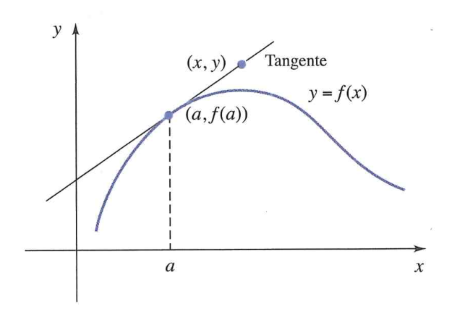 y
(x, y) Tangente
y = f(x)
(a, f(a))
a
x